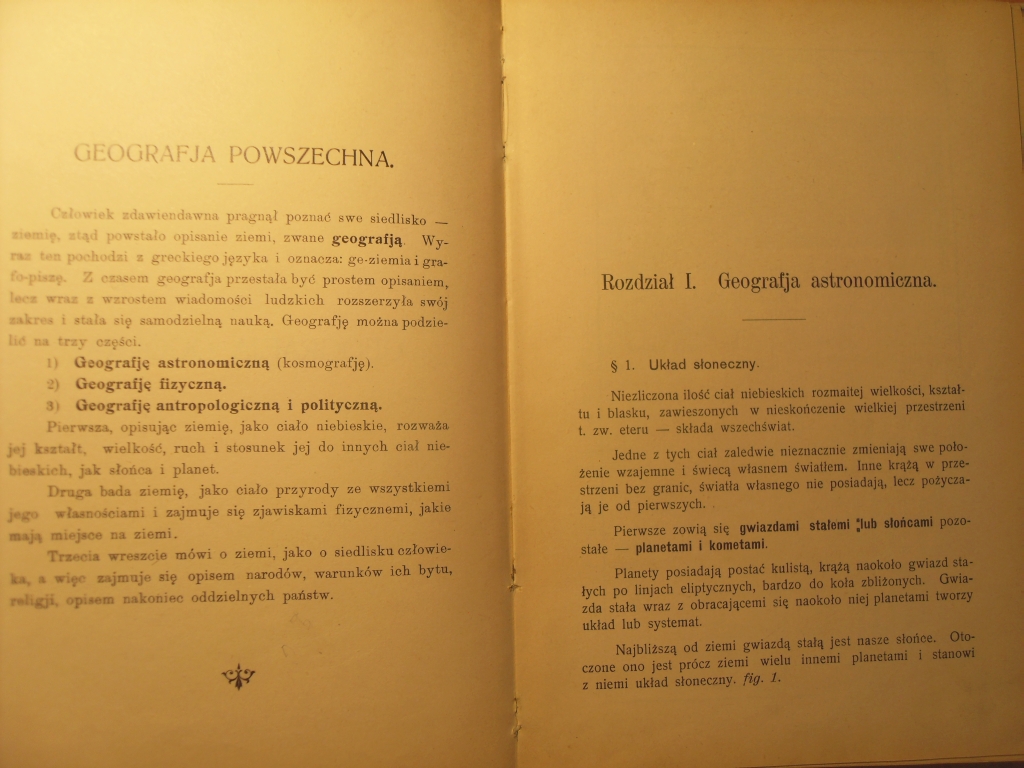 GEOGRAFJA POWSZECHNA.
Człowiek zdawiendawna pragnął poznać swe siedlisko —
ziemię, ztąd powstało opisanie ziemi, zwane geografją. Wy-
raz ten pochodzi z greckiego języka i oznacza: ge-ziemia i gra-
fo-piszę. Z czasem geografja przestała być prostem opisaniem,
lecz wraz z wzrostem wiadomości ludzkich rozszerzyła swój
zakres i stała się samodzielną nauką. Geografję można podzie-
lić na trzy części.
1) Geografję astronomiczną (kosmografję).
2) Geografję fizyczną.
3) Geografję antropologiczną i polityczną.
Pierwsza, opisując ziemię, jako ciało niebieskie, rozważa
jej kształt, wielkość, ruch i stosunek jej do innych ciał nie-
bieskich, jak słońca i planet.
Druga bada ziemię, jako ciało przyrody ze wszystkiemi
jego własnościami i zajmuje się zjawiskami fizycznemi, jakie
mają miejsce na ziemi.
Trzecia wreszcie mówi o ziemi, jako o siedlisku człowie-
ka, a więc zajmuje się opisem narodów, warunków ich bytu,
religji, opisem nakoniec oddzielnych państw.
Rozdział I. Geografja astronomiczna.
§ 1. Układ słoneczny.
Niezliczona ilość ciał niebieskich rozmaitej wielkości, kształ-
tu i blasku, zawieszonych w nieskończenie wielkiej przestrzeni
t. zw. eteru — składa wszechświat.
Jedne z tych ciał zaledwie nieznacznie zmieniają swe poło-
żenie wzajemne i świecą własnem światłem. Inne krążą w prze-
strzeni bez granic, światła własnego nie posiadają, lecz pożycza-
ją je od pierwszych.
Pierwsze zowią się gwiazdami stałemi lub słońcami pozo-
stałe — planetami i kometami.
Planety posiadają postać kulistą, krążą naokoło gwiazd sta-
łych po linjach eliptycznych, bardzo do koła zbliżonych. Gwia-
zda stała wraz z obracającemi się naokoło niej planetami tworzy
układ lub systemat.
Najbliższą od ziemi gwiazdą stałą jest nasze słońce. Oto-
czone ono jest prócz ziemi wielu innemi planetami i stanowi
z niemi układ słoneczny. fig. 1.